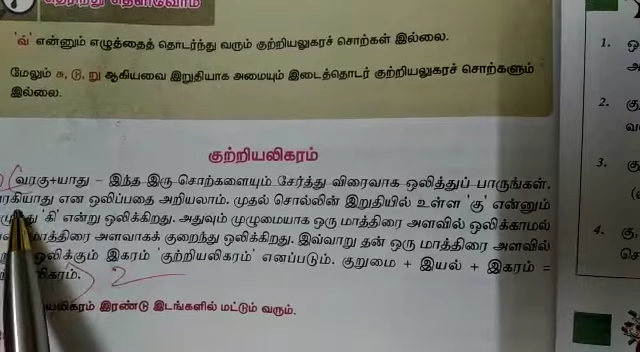 தெரிந்து தெளிவோம்
'வ்' என்னும் எழுத்தைத் தொடர்ந்து வரும் குற்றியலுகரச் சொற்கள் இல்லை.
மேலும் சு, டு, று ஆகியவை இறுதியாக அமையும் இடைத்தொடர் குற்றியலுகரச் சொற்களும்
இல்லை.
குற்றியலிகரம்
வரகு+யாது – இந்த இரு சொற்களையும் சேர்த்து விரைவாக ஒலித்துப் பாருங்கள்.
ரகியாது என ஒலிப்பதை அறியலாம். முதல் சொல்லின் இறுதியில் உள்ள 'கு' என்னும்
'கி' என்று ஒலிக்கிறது. அதுவும் முழுமையாக ஒரு மாத்திரை அளவில் ஒலிக்காமல்
மாத்திரை அளவாகக் குறைந்து ஒலிக்கிறது. இவ்வாறு தன் ஒரு மாத்திரை அளவில்
ஒலிக்கும் இகரம் 'குற்றியலிகரம்' எனப்படும். குறுமை + இயல் + இகரம் =
லிகரம்.
2
யலிகரம் இரண்டு இடங்களில் மட்டும் வரும்.
1.
2.
3.
4.
கு,